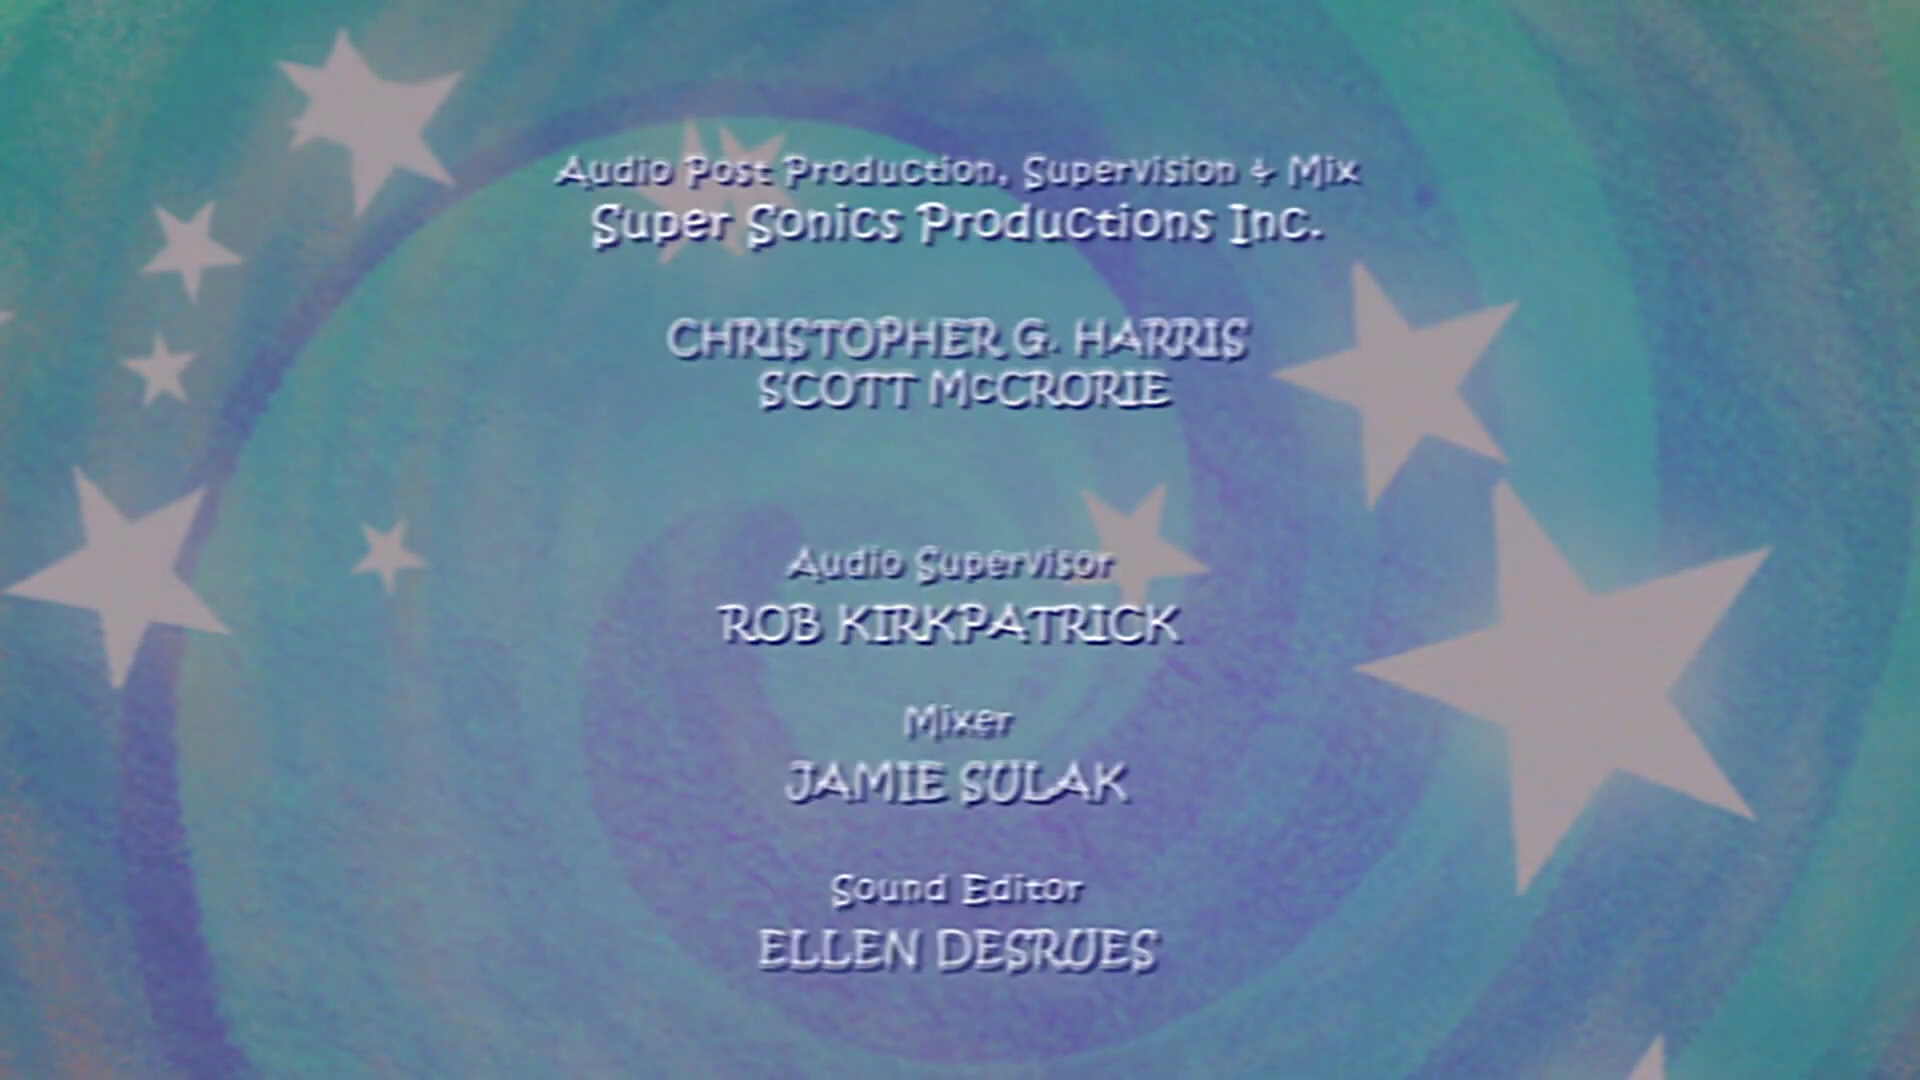 Audio Post Production, Supervision & Mix
Super Sonics Productions Inc.
CHRISTOPHER G. HARRIS
SCOTT McCRORIE
Audio Supervisor
ROB KIRKPATRICK
Mixer
JAMIE SULAK
Sound Editor
ELLEN DESRUES